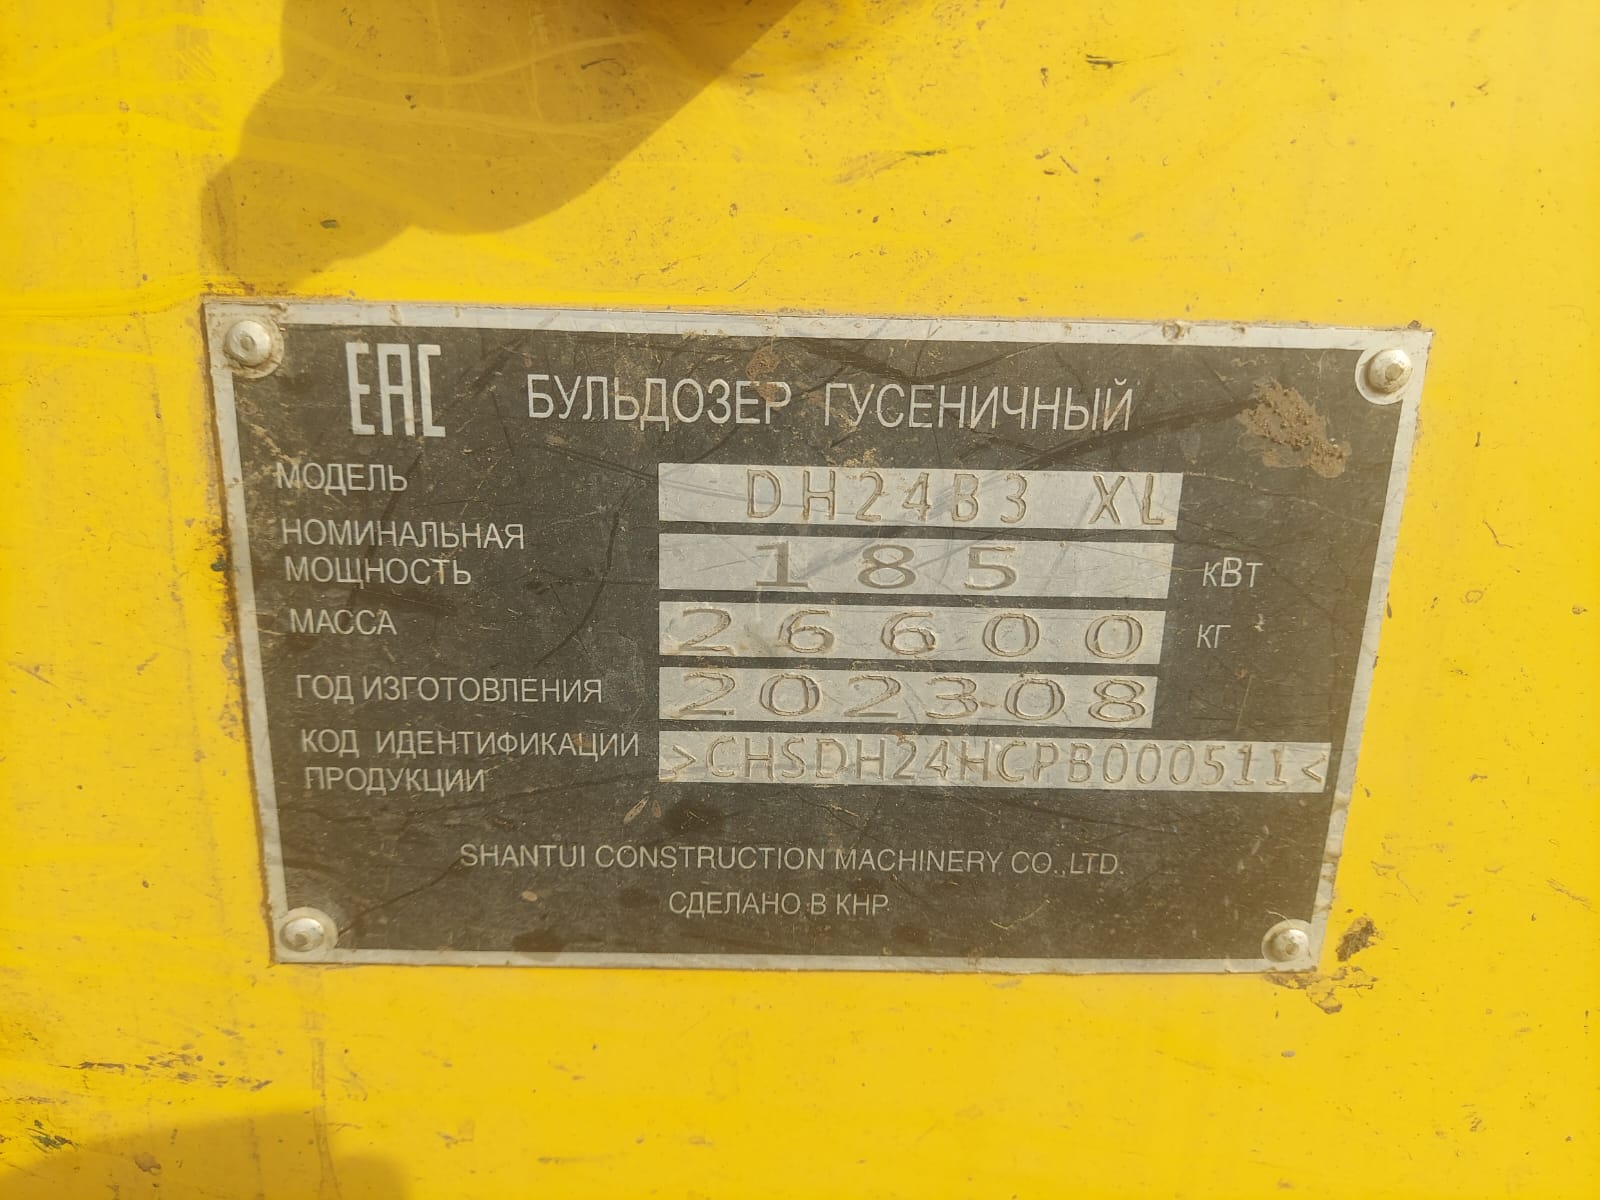 EAC БУЛЬДОЗЕР ГУСЕНИЧНЫЙ
МОДЕЛЬ DH24B3 XL
НОМИНАЛЬНАЯ
МОЩНОСТЬ 185 кВт
МАССА 26600 КГ
ГОД ИЗГОТОВЛЕНИЯ 202308
КОД ИДЕНТИФИКАЦИИ
ПРОДУКЦИИ >CHSDH24HCPB000511<
SHANTUI CONSTRUCTION MACHINERY CO.,LTD.
СДЕЛАНО В КНР